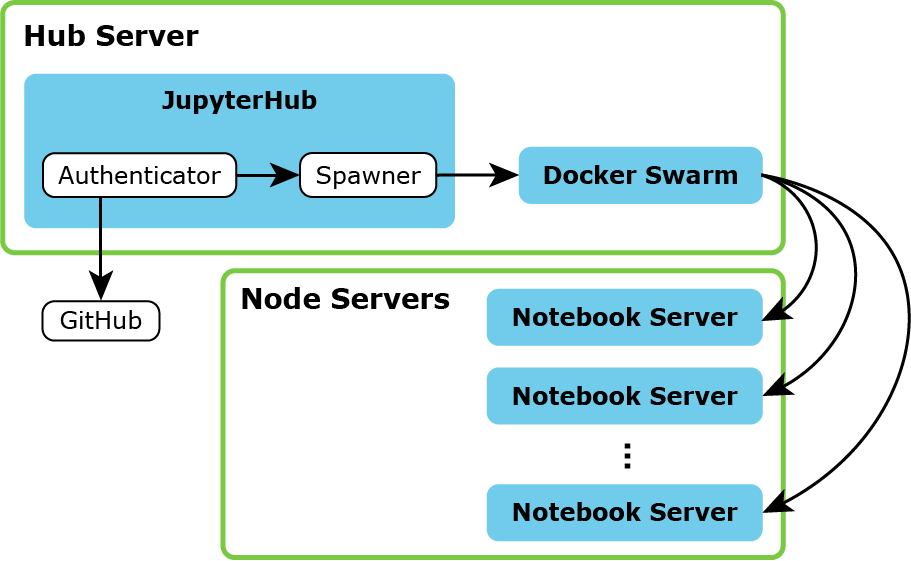 Hub Server
JupyterHub
Authenticator
Spawner
Docker Swarm
GitHub
Node Servers
Notebook Server
Notebook Server
⋮
Notebook Server